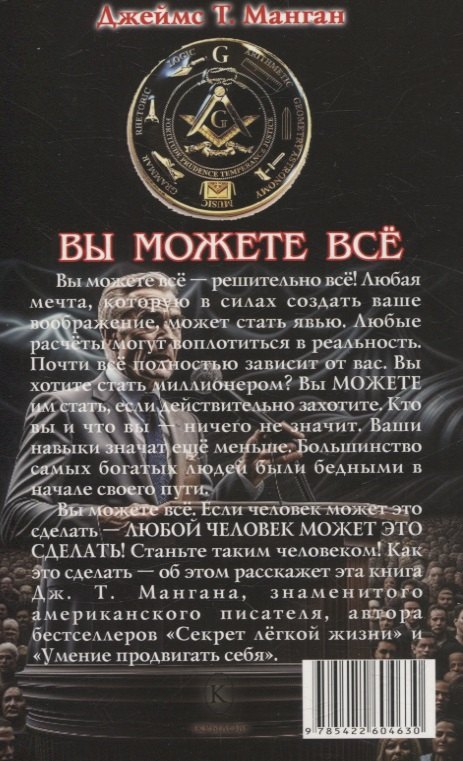 Джеймс Т. Манган
G
LOGIC
ARITHMETIC
RHETORIC
GEOMETRY
ASTRONOMY
GRAMMAR
MUSIC
G
FORTITUDE PRUDENCE TEMPERANCE JUSTICE
ВЫ МОЖЕТЕ ВСЁ
Вы можете всё — решительно всё! Любая
мечта, которую в силах создать ваше
воображение, может стать явью. Любые
расчёты могут воплотиться в реальность.
Почти всё полностью зависит от вас. Вы
хотите стать миллионером? Вы МОЖЕТЕ
им стать, если действительно захотите. Кто
вы и что вы — ничего не значит. Ваши
навыки значат ещё меньше. Большинство
самых богатых людей были бедными в
начале своего пути.
Вы можете всё. Если человек может это
сделать — ЛЮБОЙ ЧЕЛОВЕК МОЖЕТ ЭТО
СДЕЛАТЬ! Станьте таким человеком! Как
это сделать — об этом расскажет эта книга
Дж. Т. Мангана, знаменитого
американского писателя, автора
бестселлеров «Секрет лёгкой жизни» и
«Умение продвигать себя».
К
КРЫЛОВ
9 785422 604630